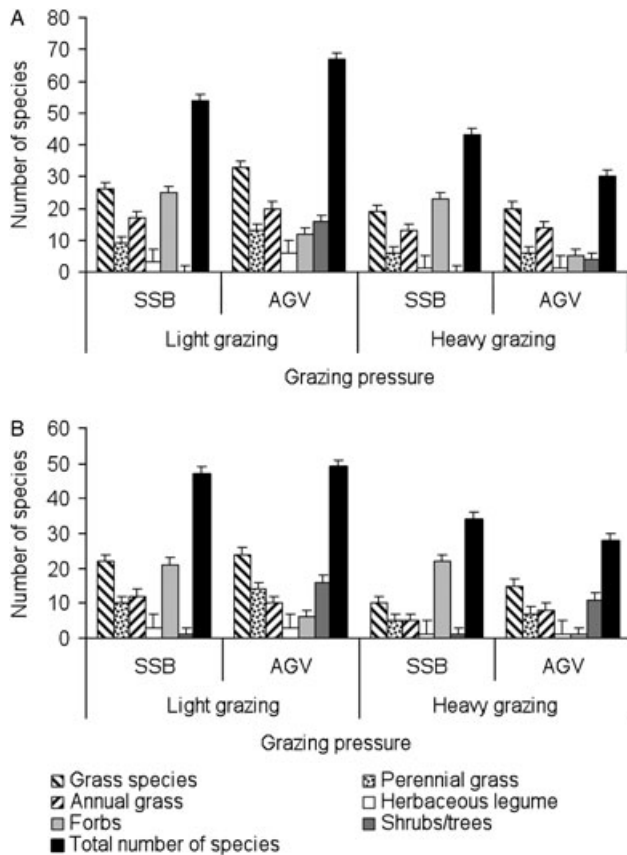 A
80
70
60
50
40
30
20
10
0
Number of species
SSB AGV SSB AGV
Light grazing Heavy grazing
Grazing pressure
B
60
50
40
30
20
10
0
Number of species
SSB AGV SSB AGV
Light grazing Heavy grazing
Grazing pressure
Grass species Perennial grass
Annual grass Herbaceous legume
Forbs Shrubs/trees
Total number of species